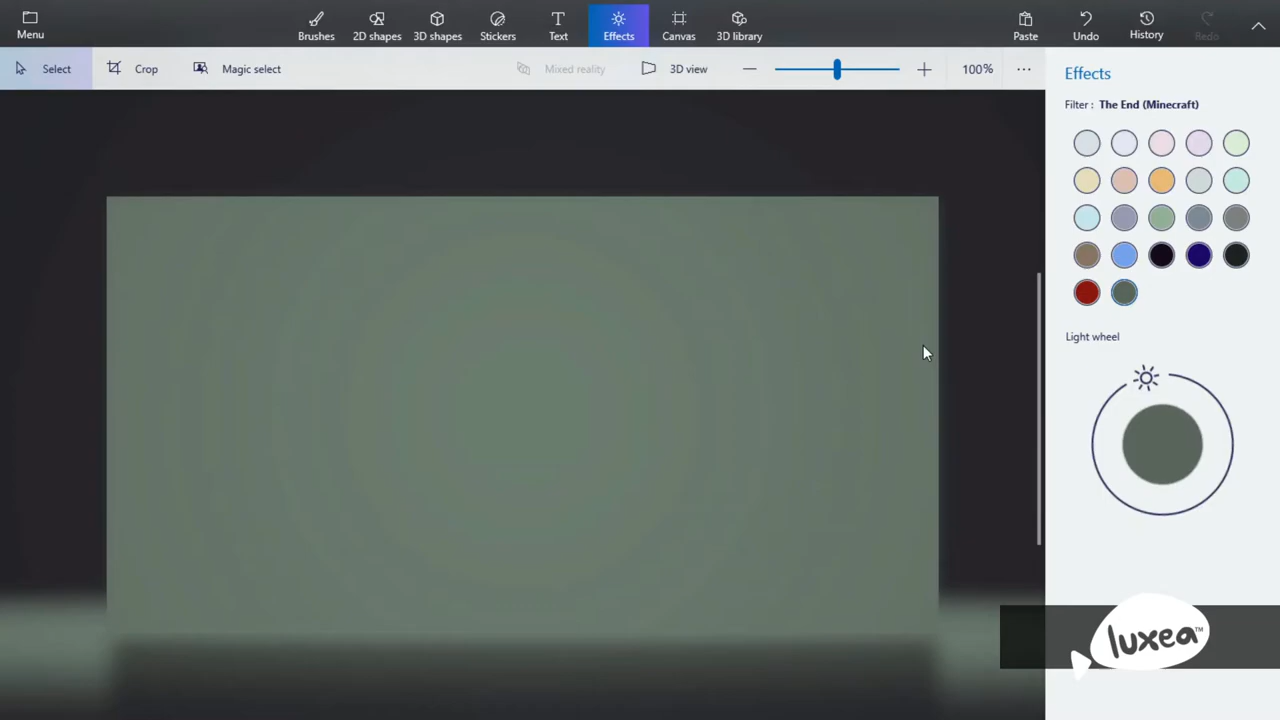 Menu
Brushes
2D shapes
3D shapes
Stickers
Text
Effects
Canvas
3D library
Paste
Undo
History
Redo
Select
Crop
Magic select
Mixed reality
3D view
100%
Effects
Filter : The End (Minecraft)
Light wheel
luxea™